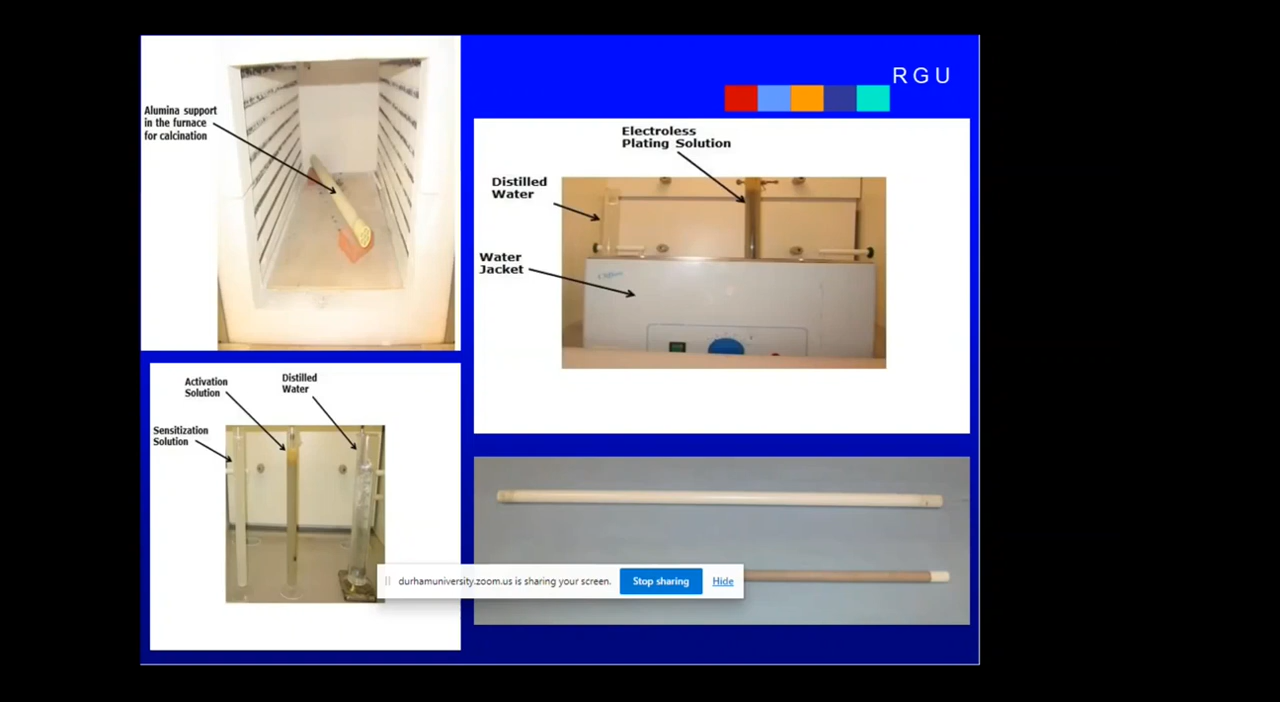 RGU
Alumina support
in the furnace
for calcination
Electroless
Plating Solution
Distilled
Water
Water
Jacket
Clifton
Activation
Solution
Distilled
Water
Sensitization
Solution
durhamuniversity.zoom.us is sharing your screen.
Stop sharing
Hide